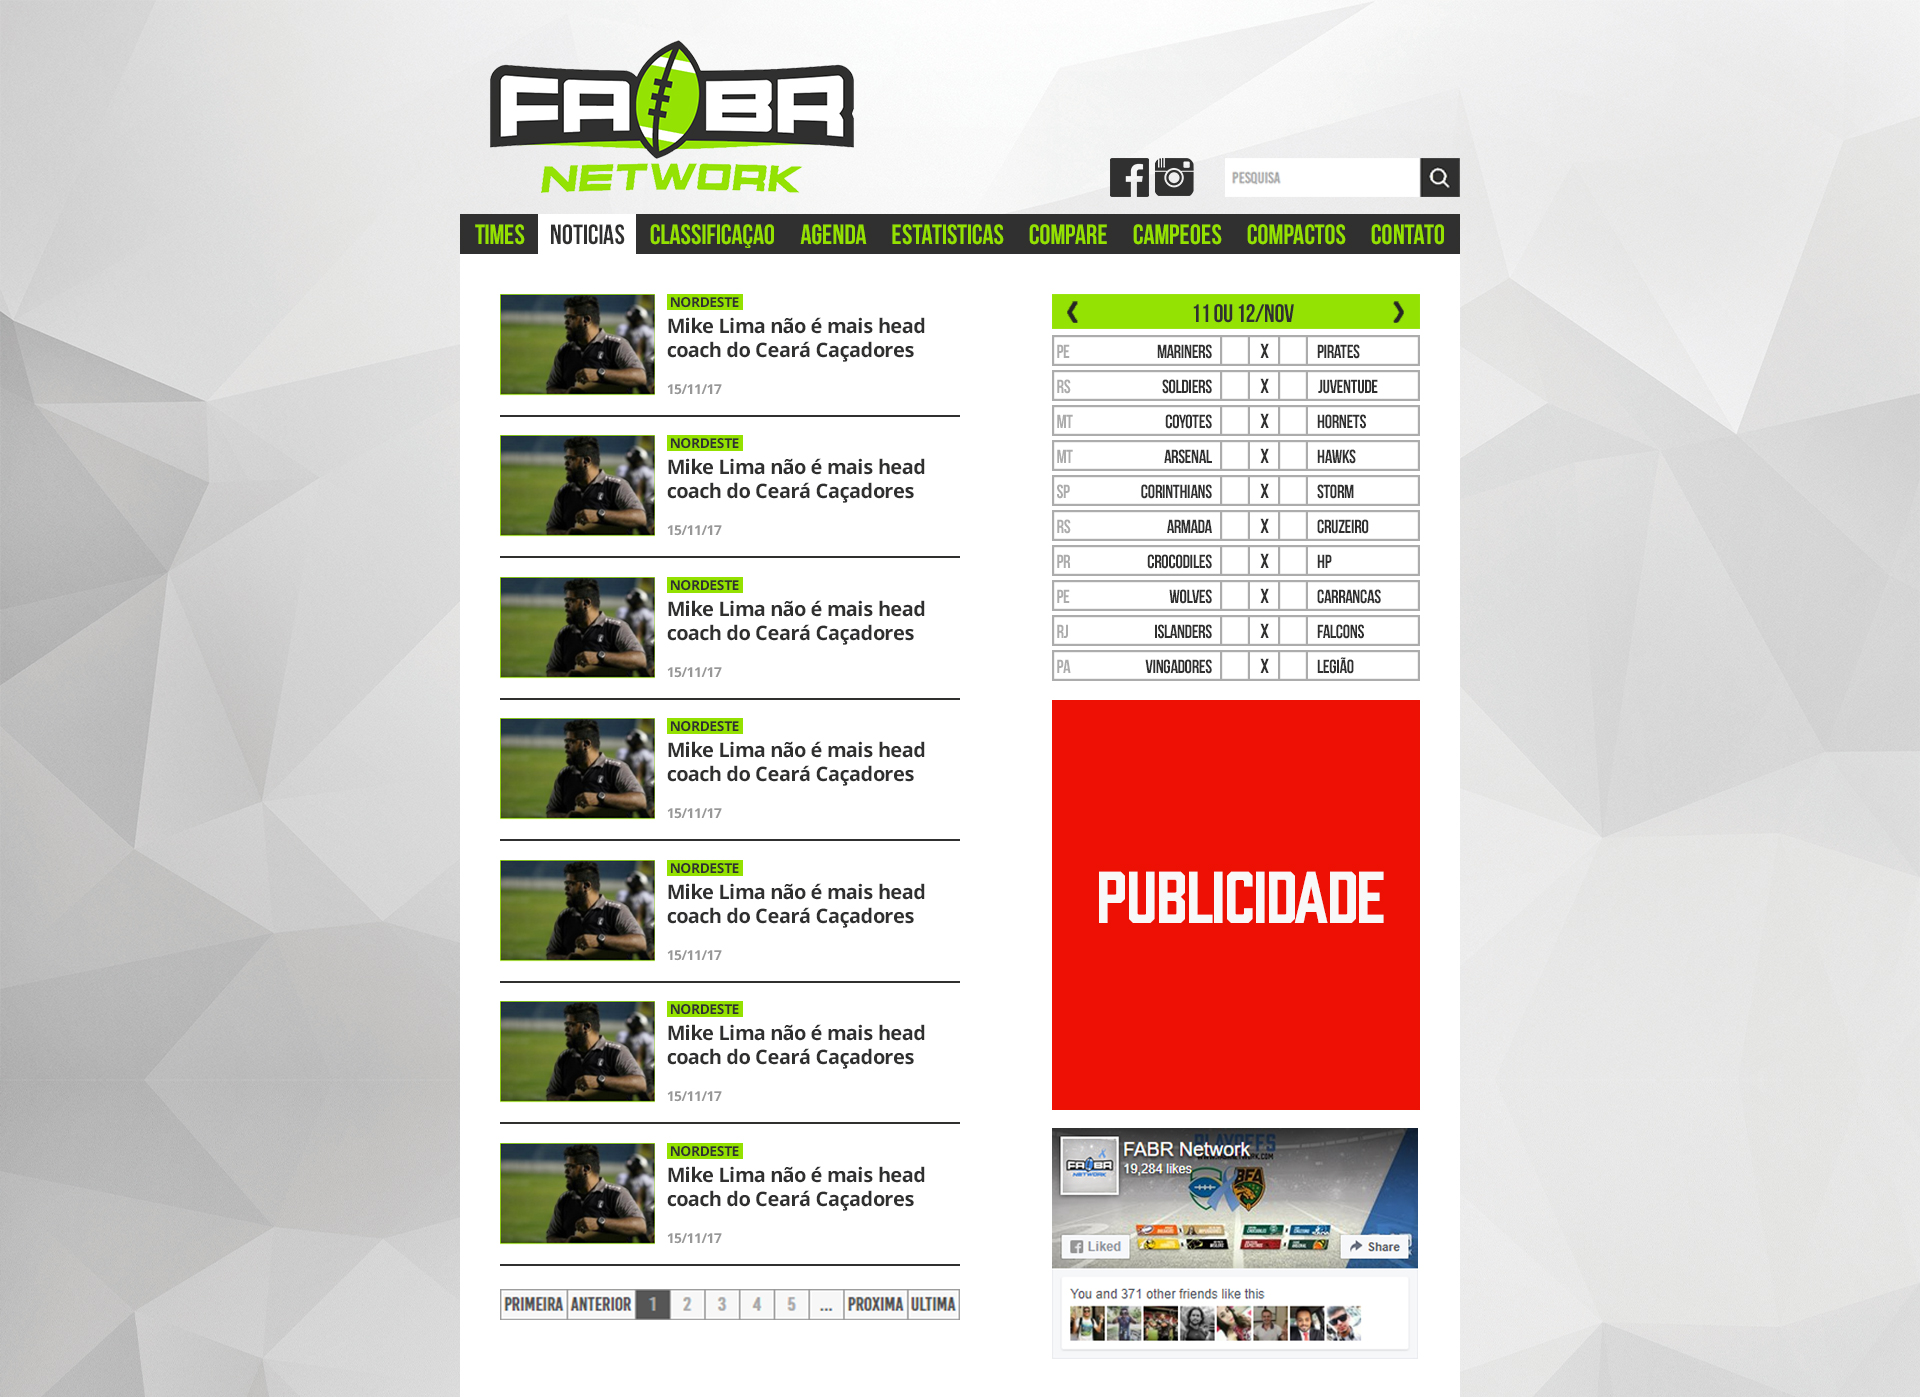 FABR
NETWORK
PESQUISA
TIMES NOTICIAS CLASSIFICAÇAO AGENDA ESTATISTICAS COMPARE CAMPEOES COMPACTOS CONTATO
NORDESTE
Mike Lima não é mais head
coach do Ceará Caçadores
15/11/17
NORDESTE
Mike Lima não é mais head
coach do Ceará Caçadores
15/11/17
NORDESTE
Mike Lima não é mais head
coach do Ceará Caçadores
15/11/17
NORDESTE
Mike Lima não é mais head
coach do Ceará Caçadores
15/11/17
NORDESTE
Mike Lima não é mais head
coach do Ceará Caçadores
15/11/17
NORDESTE
Mike Lima não é mais head
coach do Ceará Caçadores
15/11/17
NORDESTE
Mike Lima não é mais head
coach do Ceará Caçadores
15/11/17
PRIMEIRA ANTERIOR 1 2 3 4 5 ... PROXIMA ULTIMA
11 OU 12/NOV
PE MARINERS X PIRATES
RS SOLDIERS X JUVENTUDE
MT COYOTES X HORNETS
MT ARSENAL X HAWKS
SP CORINTHIANS X STORM
RS ARMADA X CRUZEIRO
PR CROCODILES X HP
PE WOLVES X CARRANCAS
RJ ISLANDERS X FALCONS
PA VINGADORES X LEGIÃO
PUBLICIDADE
PLAYOFFS
FABR Network
19,284 likes
FABR
NETWORK
BFA
Liked
Share
You and 371 other friends like this